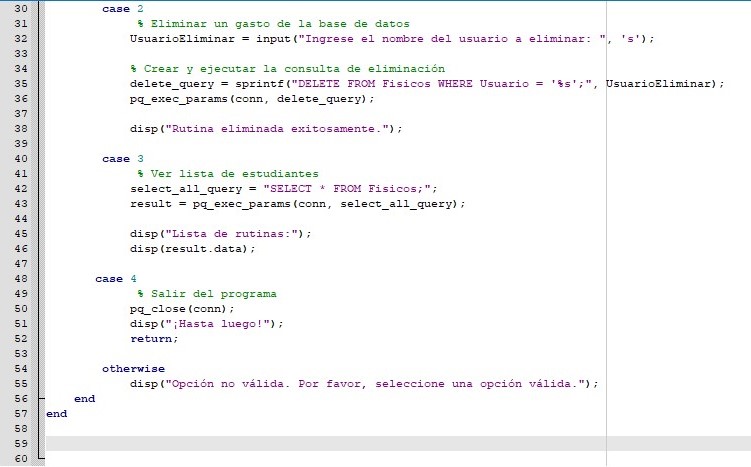 30 case 2
31 % Eliminar un gasto de la base de datos
32 UsuarioEliminar = input("Ingrese el nombre del usuario a eliminar: ", 's');
33
34 % Crear y ejecutar la consulta de eliminación
35 delete_query = sprintf("DELETE FROM Fisicos WHERE Usuario = '%s';", UsuarioEliminar);
36 pq_exec_params(conn, delete_query);
37
38 disp("Rutina eliminada exitosamente.");
39
40 case 3
41 % Ver lista de estudiantes
42 select_all_query = "SELECT * FROM Fisicos;";
43 result = pq_exec_params(conn, select_all_query);
44
45 disp("Lista de rutinas:");
46 disp(result.data);
47
48 case 4
49 % Salir del programa
50 pq_close(conn);
51 disp("¡Hasta luego!");
52 return;
53
54 otherwise
55 disp("Opción no válida. Por favor, seleccione una opción válida.");
56 end
57 end
58
59
60